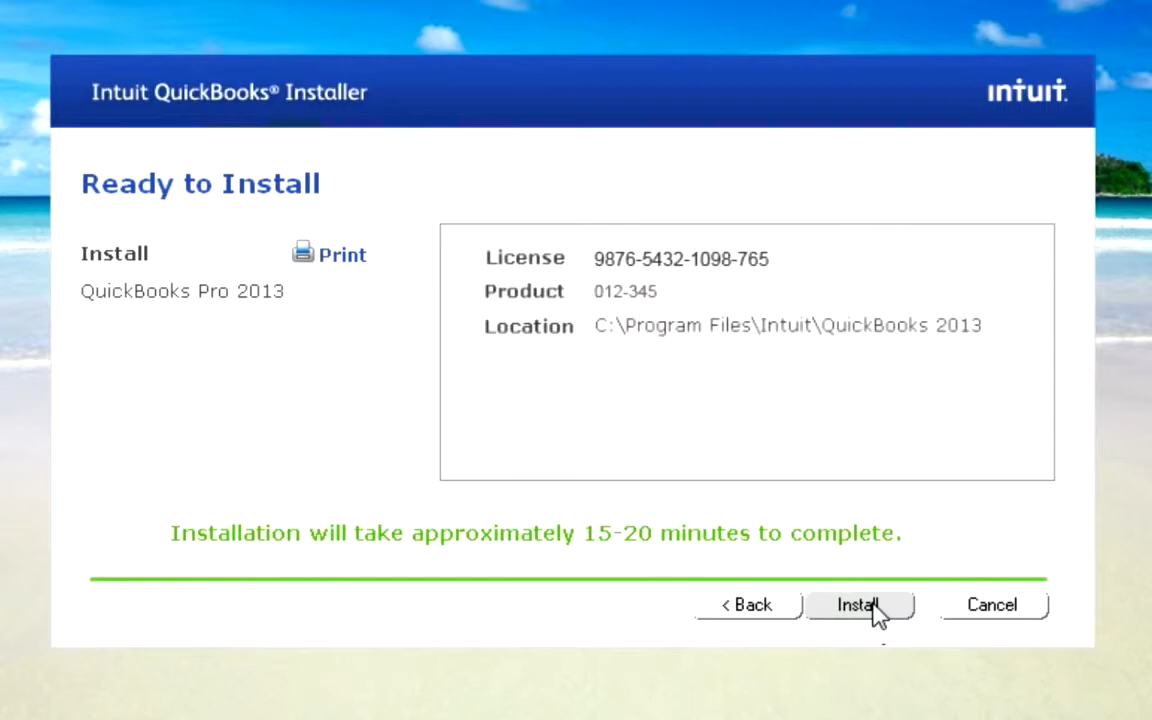 Intuit QuickBooks® Installer
intuit.
Ready to Install
Install
Print
QuickBooks Pro 2013
License 9876-5432-1098-765
Product 012-345
Location C:\Program Files\Intuit\QuickBooks 2013
Installation will take approximately 15-20 minutes to complete.
< Back
Install
Cancel